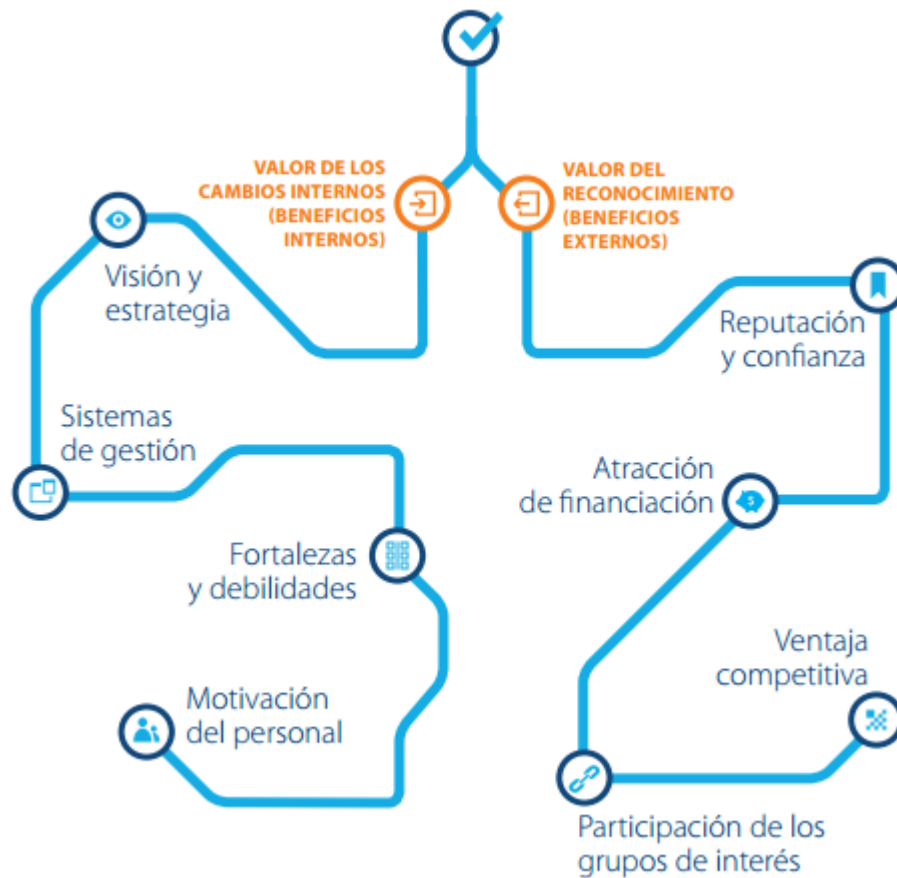 VALOR DE LOS
CAMBIOS INTERNOS
(BENEFICIOS
INTERNOS)
VALOR DEL
RECONOCIMIENTO
(BENEFICIOS
EXTERNOS)
Visión y
estrategia
Sistemas
de gestión
Fortalezas
y debilidades
Motivación
del personal
Reputación
y confianza
Atracción
de financiación
$
Participación de los
grupos de interés
Ventaja
competitiva